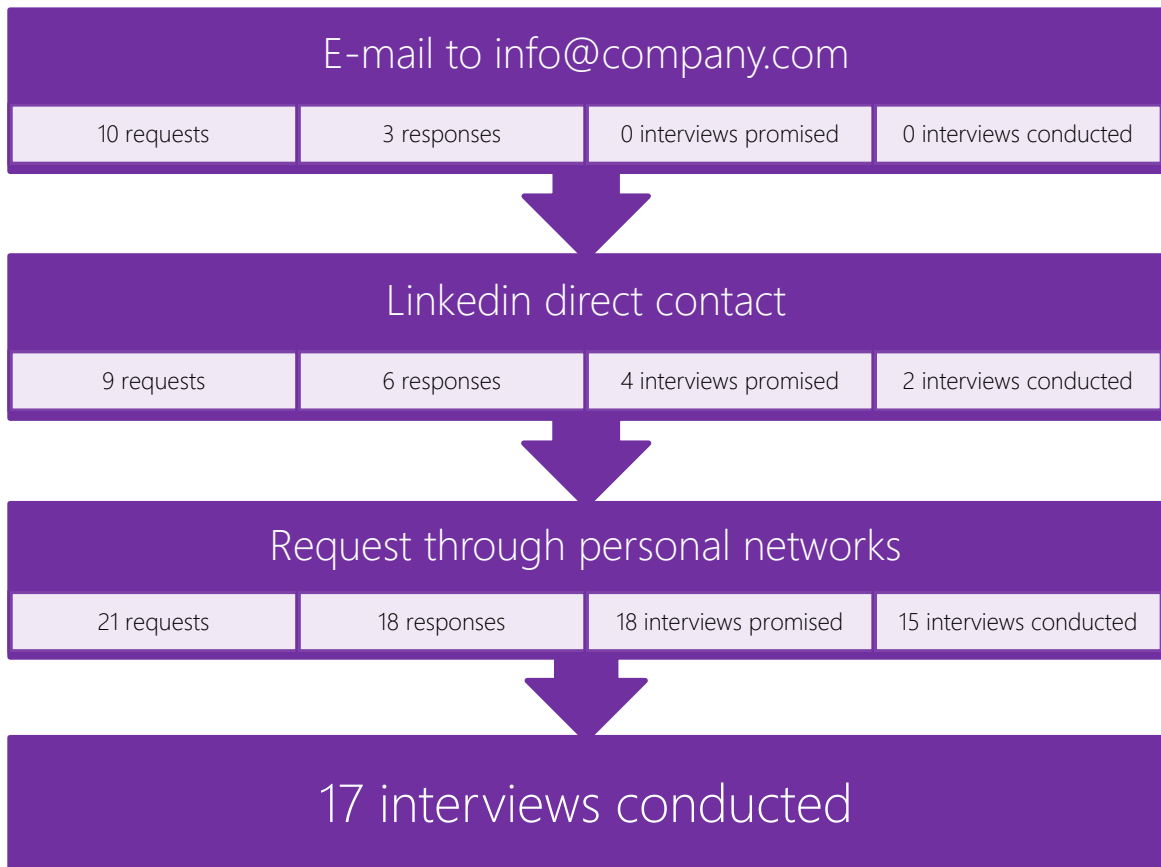 E-mail to info@company.com
10 requests
3 responses
0 interviews promised
0 interviews conducted
Linkedin direct contact
9 requests
6 responses
4 interviews promised
2 interviews conducted
Request through personal networks
21 requests
18 responses
18 interviews promised
15 interviews conducted
17 interviews conducted